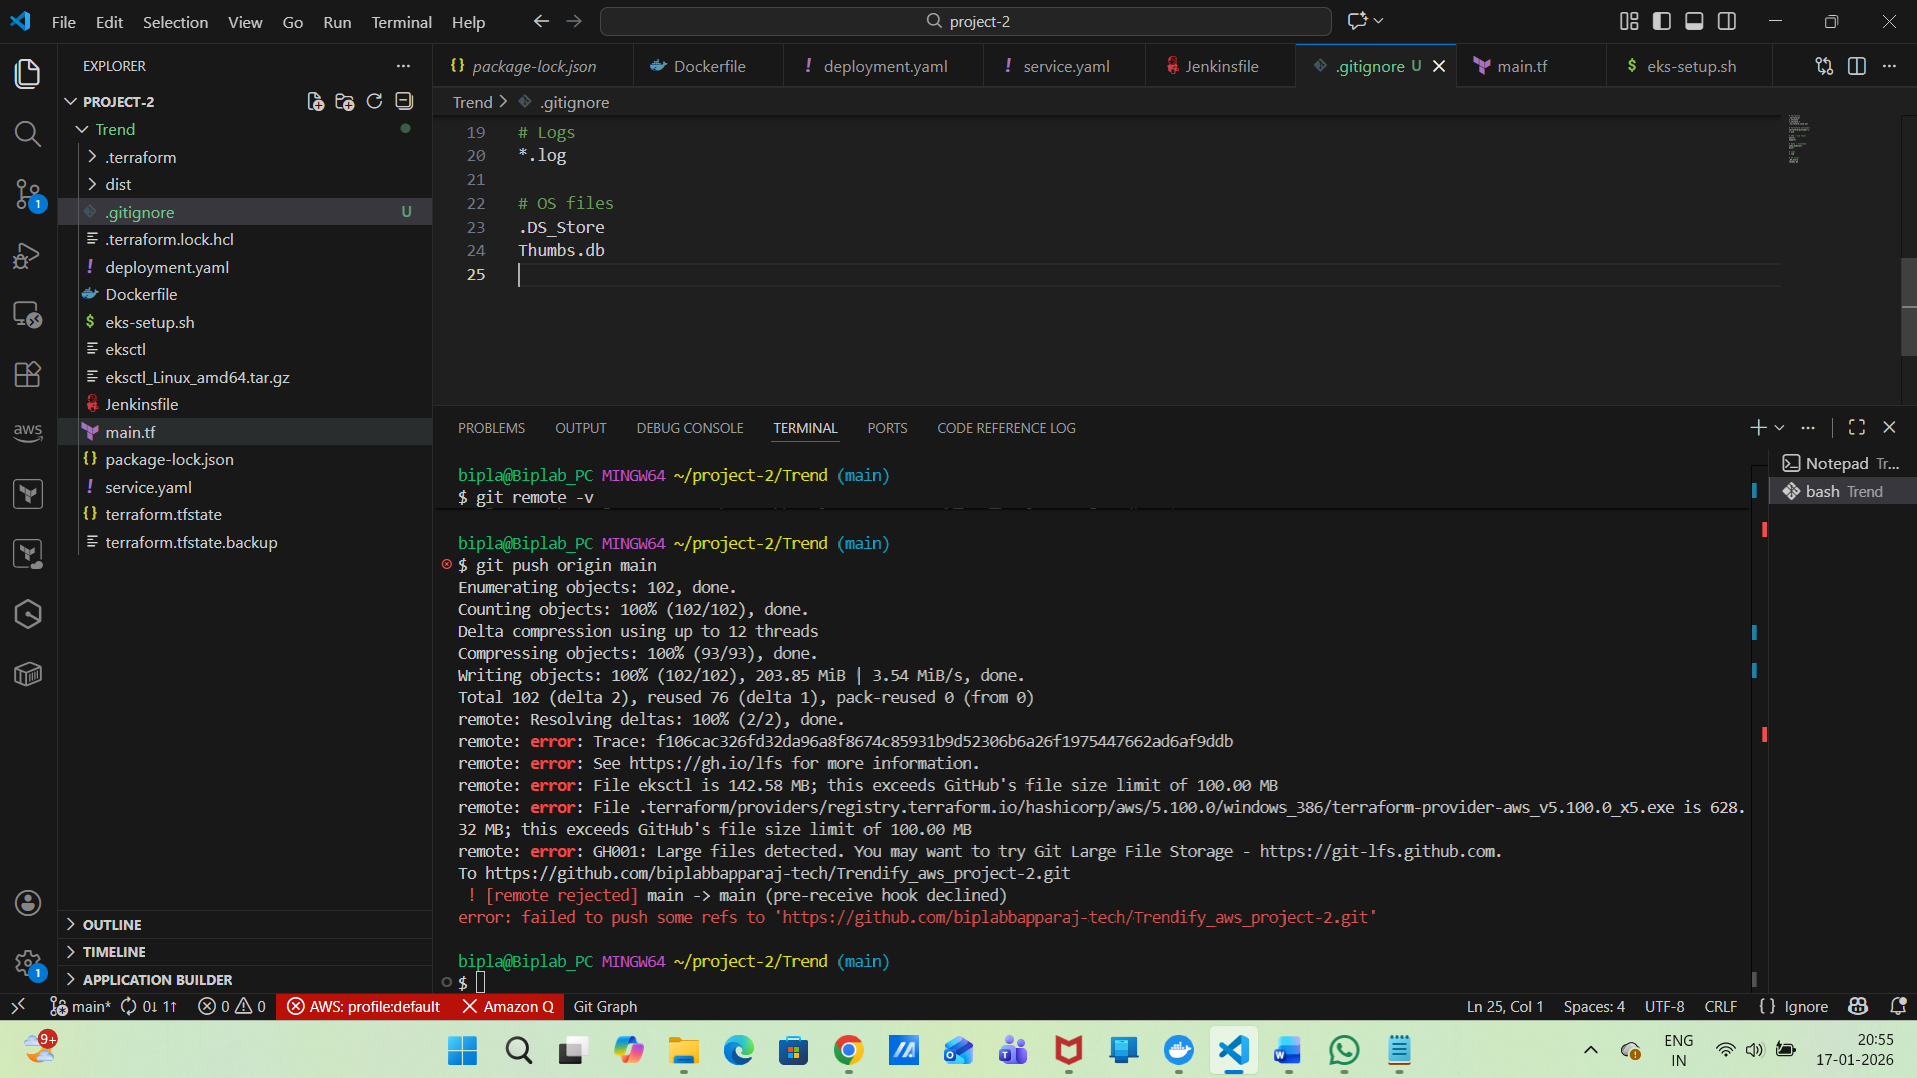 File Edit Selection View Go Run Terminal Help
project-2
EXPLORER
package-lock.json Dockerfile deployment.yaml service.yaml Jenkinsfile .gitignore U main.tf eks-setup.sh
PROJECT-2
Trend
.terraform
dist
.gitignore U
.terraform.lock.hcl
deployment.yaml
Dockerfile
eks-setup.sh
eksctl
eksctl_Linux_amd64.tar.gz
Jenkinsfile
main.tf
package-lock.json
service.yaml
terraform.tfstate
terraform.tfstate.backup
OUTLINE
TIMELINE
APPLICATION BUILDER
1
aws
1
Trend > .gitignore
19 # Logs
20 *.log
21
22 # OS files
23 .DS_Store
24 Thumbs.db
25
PROBLEMS OUTPUT DEBUG CONSOLE TERMINAL PORTS CODE REFERENCE LOG
Notepad Tr...
bash Trend
bipla@Biplab_PC MINGW64 ~/project-2/Trend (main)
$ git remote -v
bipla@Biplab_PC MINGW64 ~/project-2/Trend (main)
$ git push origin main
Enumerating objects: 102, done.
Counting objects: 100% (102/102), done.
Delta compression using up to 12 threads
Compressing objects: 100% (93/93), done.
Writing objects: 100% (102/102), 203.85 MiB | 3.54 MiB/s, done.
Total 102 (delta 2), reused 76 (delta 1), pack-reused 0 (from 0)
remote: Resolving deltas: 100% (2/2), done.
remote: error: Trace: f106cac326fd32da96a8f8674c85931b9d52306b6a26f1975447662ad6af9ddb
remote: error: See https://gh.io/lfs for more information.
remote: error: File eksctl is 142.58 MB; this exceeds GitHub's file size limit of 100.00 MB
remote: error: File .terraform/providers/registry.terraform.io/hashicorp/aws/5.100.0/windows_386/terraform-provider-aws_v5.100.0_x5.exe is 628.
32 MB; this exceeds GitHub's file size limit of 100.00 MB
remote: error: GH001: Large files detected. You may want to try Git Large File Storage - https://git-lfs.github.com.
To https://github.com/biplabbapparaj-tech/Trendify_aws_project-2.git
! [remote rejected] main -> main (pre-receive hook declined)
error: failed to push some refs to 'https://github.com/biplabbapparaj-tech/Trendify_aws_project-2.git'
bipla@Biplab_PC MINGW64 ~/project-2/Trend (main)
$
main* 0↓ 1↑ 0 0 AWS: profile:default Amazon Q Git Graph Ln 25, Col 1 Spaces: 4 UTF-8 CRLF {} Ignore
9+
ENG
IN
20:55
17-01-2026